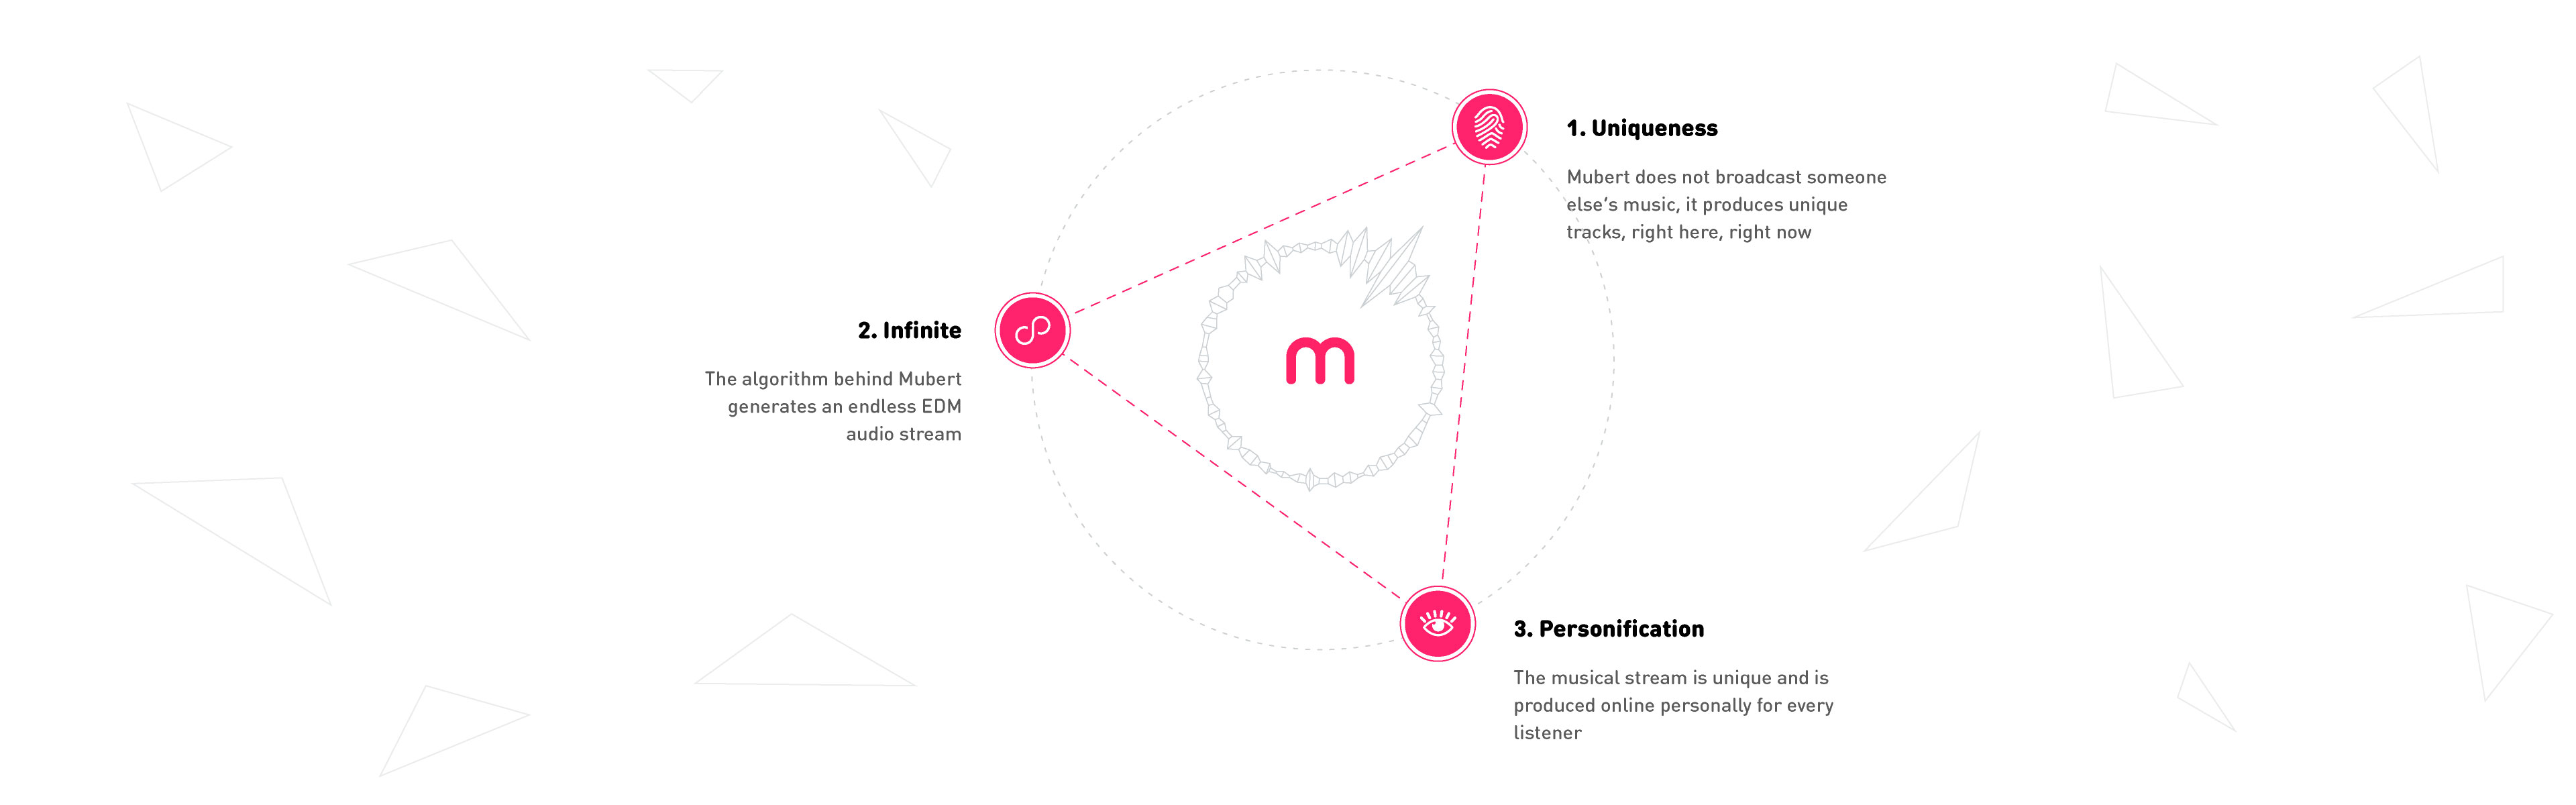 1. Uniqueness
Mubert does not broadcast someone
else’s music, it produces unique
tracks, right here, right now
2. Infinite
The algorithm behind Mubert
generates an endless EDM
audio stream
m
3. Personification
The musical stream is unique and is
produced online personally for every
listener